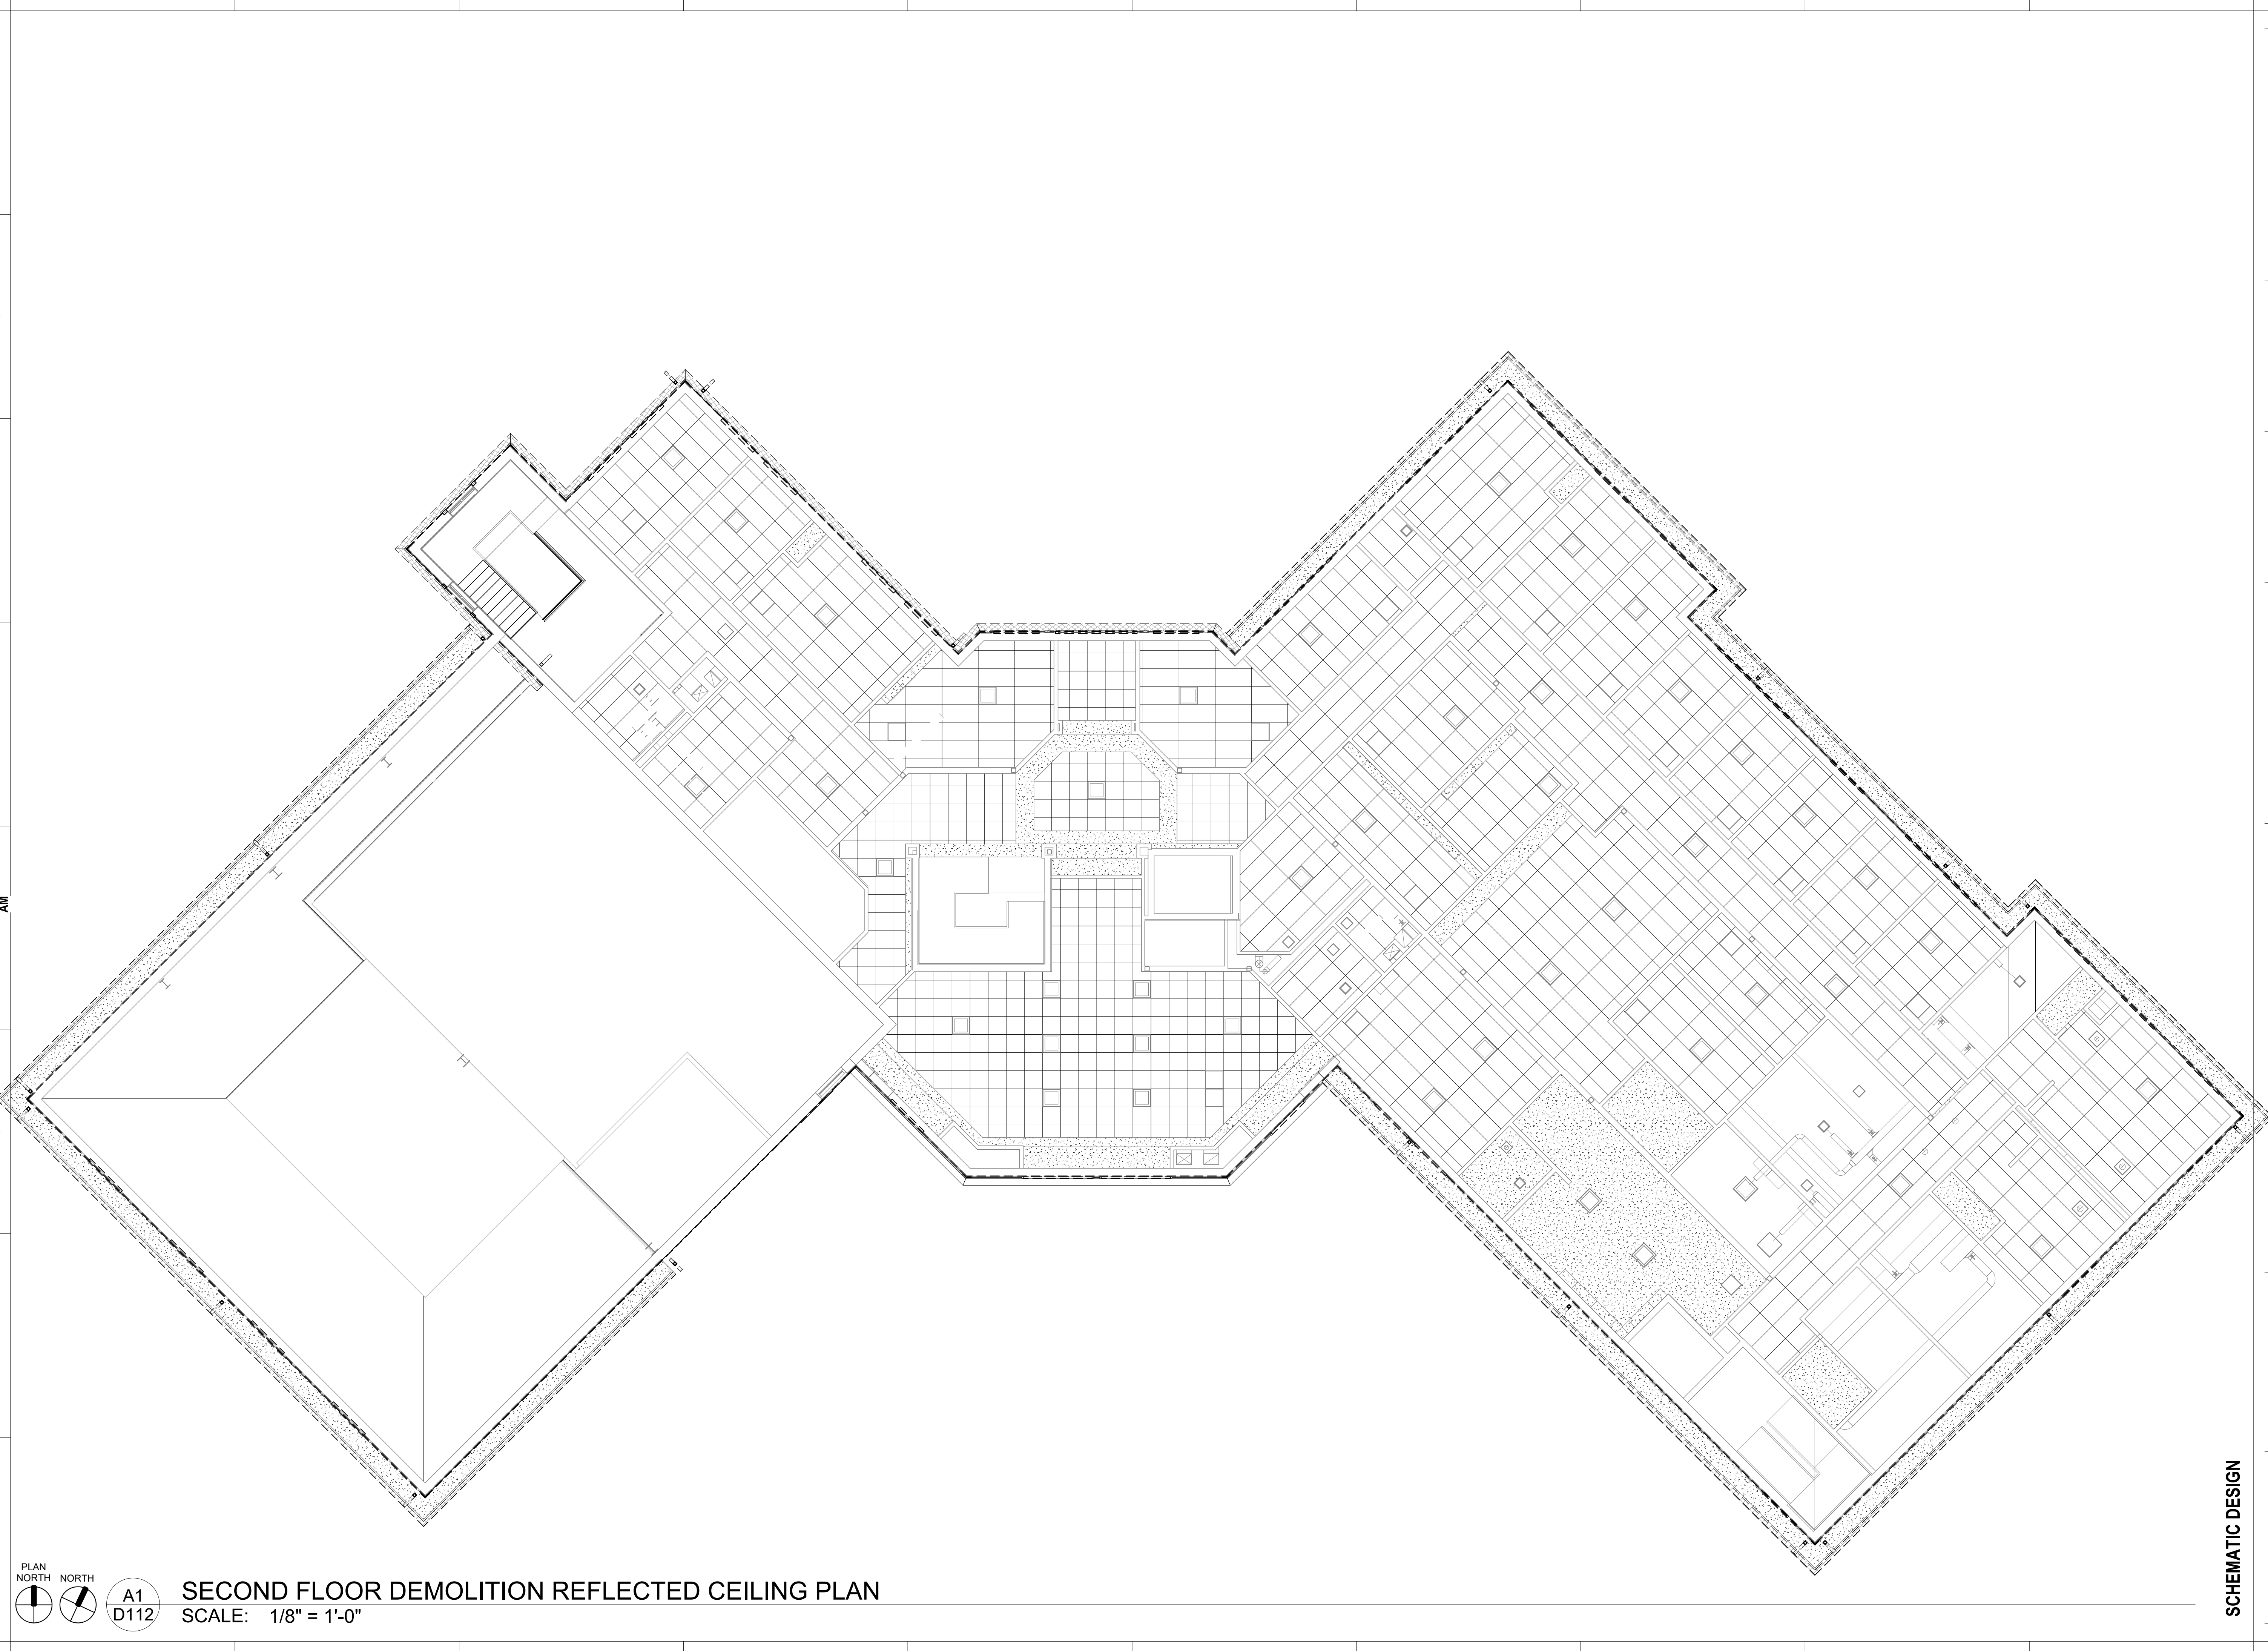 AM
PLAN
NORTH
NORTH
A1
D112
SECOND FLOOR DEMOLITION REFLECTED CEILING PLAN
SCALE: 1/8" = 1'-0"
SCHEMATIC DESIGN